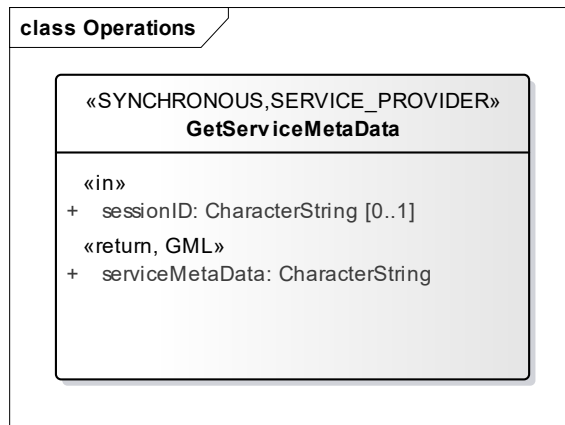 class Operations
«SYNCHRONOUS,SERVICE_PROVIDER»
GetServiceMetaData
«in»
+ sessionID: CharacterString [0..1]
«return, GML»
+ serviceMetaData: CharacterString